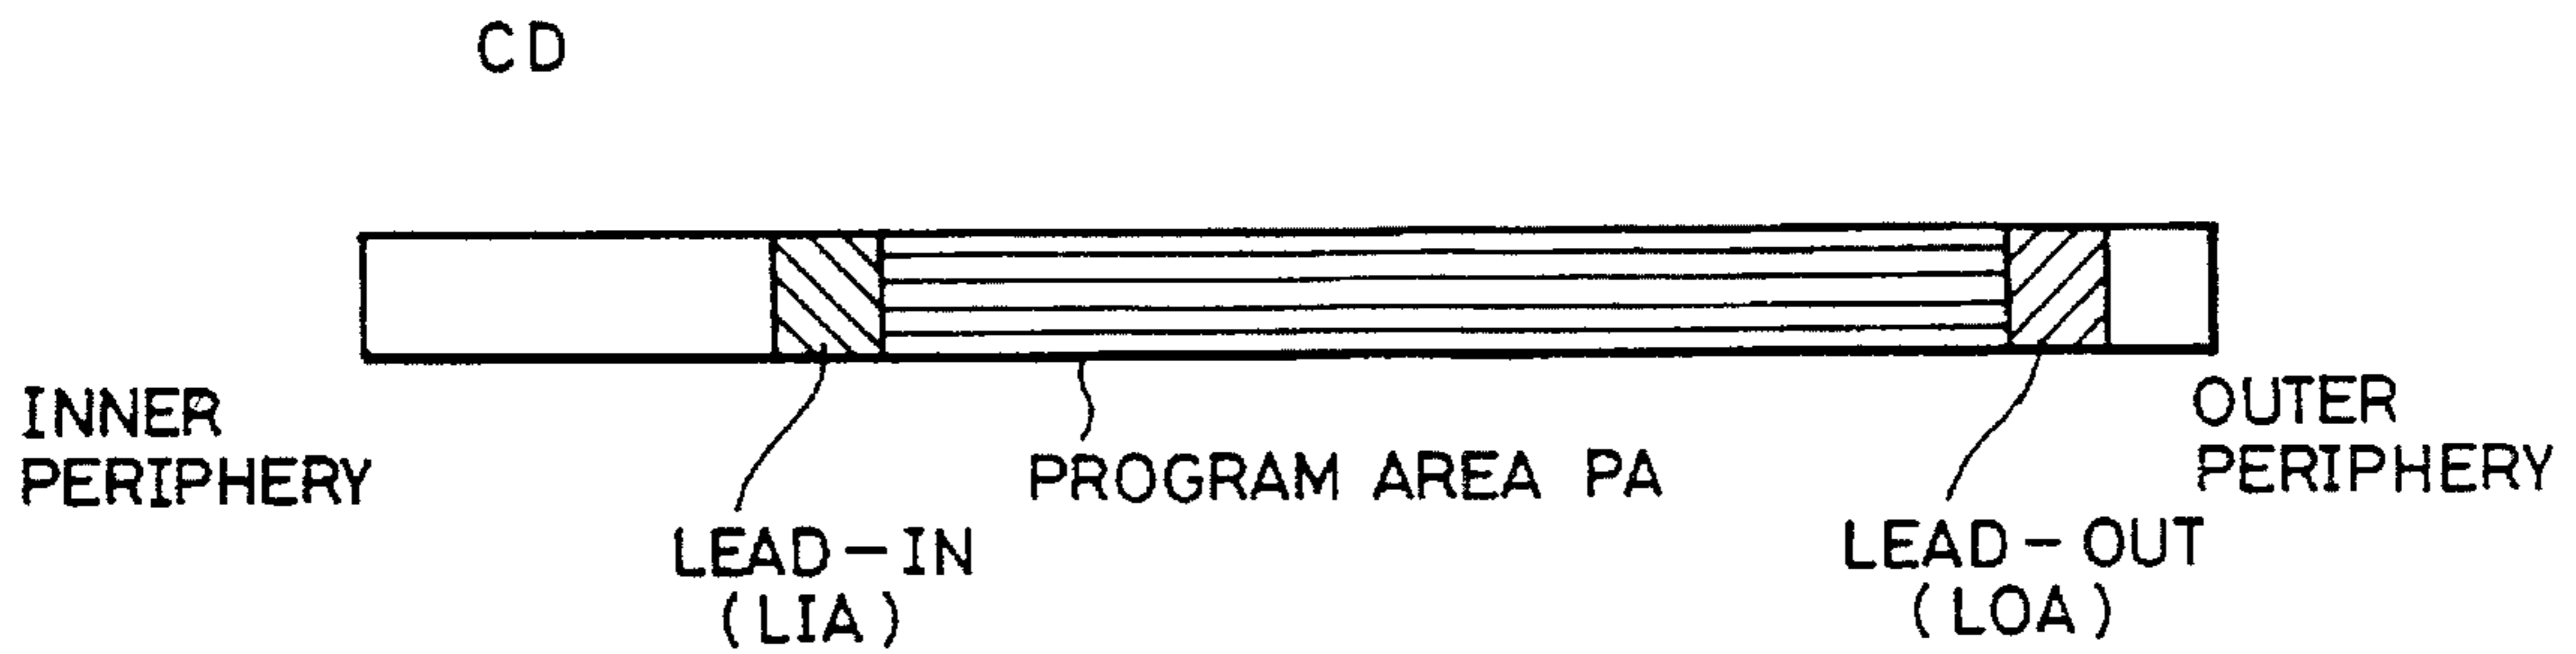 CD
INNER
PERIPHERY
LEAD-IN
(LIA)
PROGRAM AREA PA
LEAD-OUT
(LOA)
OUTER
PERIPHERY